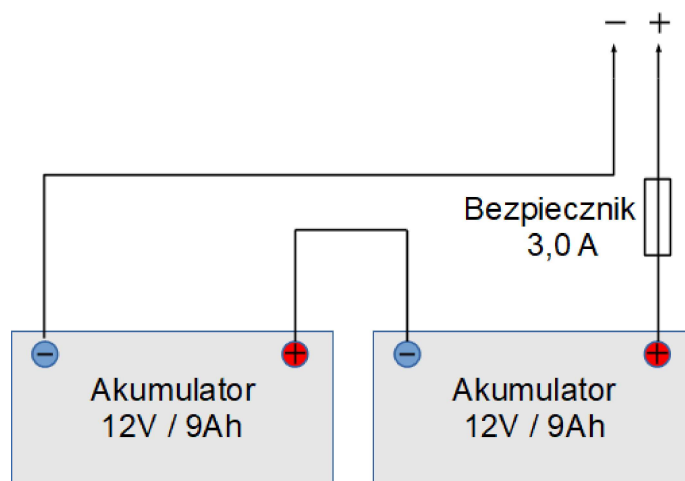 − +
Bezpiecznik
3,0 A
− + − +
Akumulator
12V / 9Ah
Akumulator
12V / 9Ah